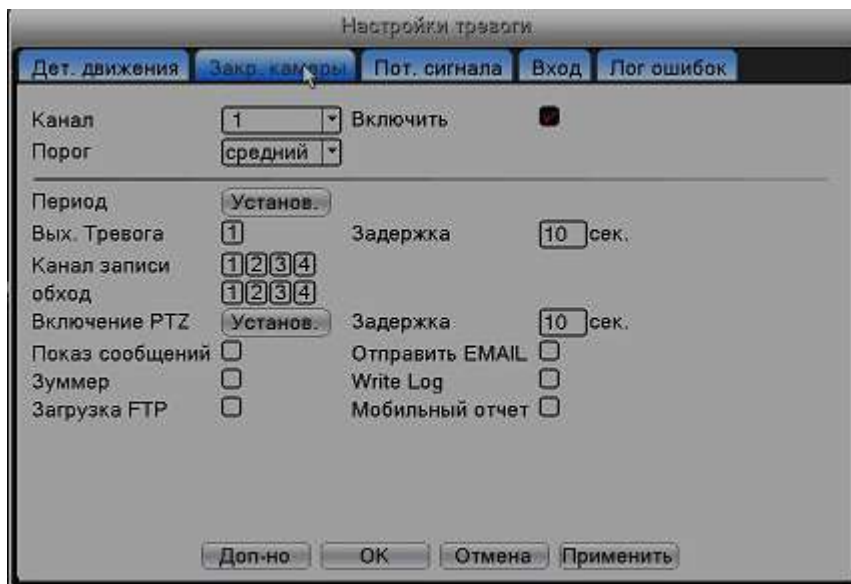 Настройки тревоги
Дет. движения Закр. камеры Пот. сигнала Вход Лог ошибок
Канал 1 Включить
Порог средний
Период Установ.
Вых. Тревога 1 Задержка 10 сек.
Канал записи 1 2 3 4
обход 1 2 3 4
Включение PTZ Установ. Задержка 10 сек.
Показ сообщений Отправить EMAIL
Зуммер Write Log
Загрузка FTP Мобильный отчет
Доп-но OK Отмена Применить